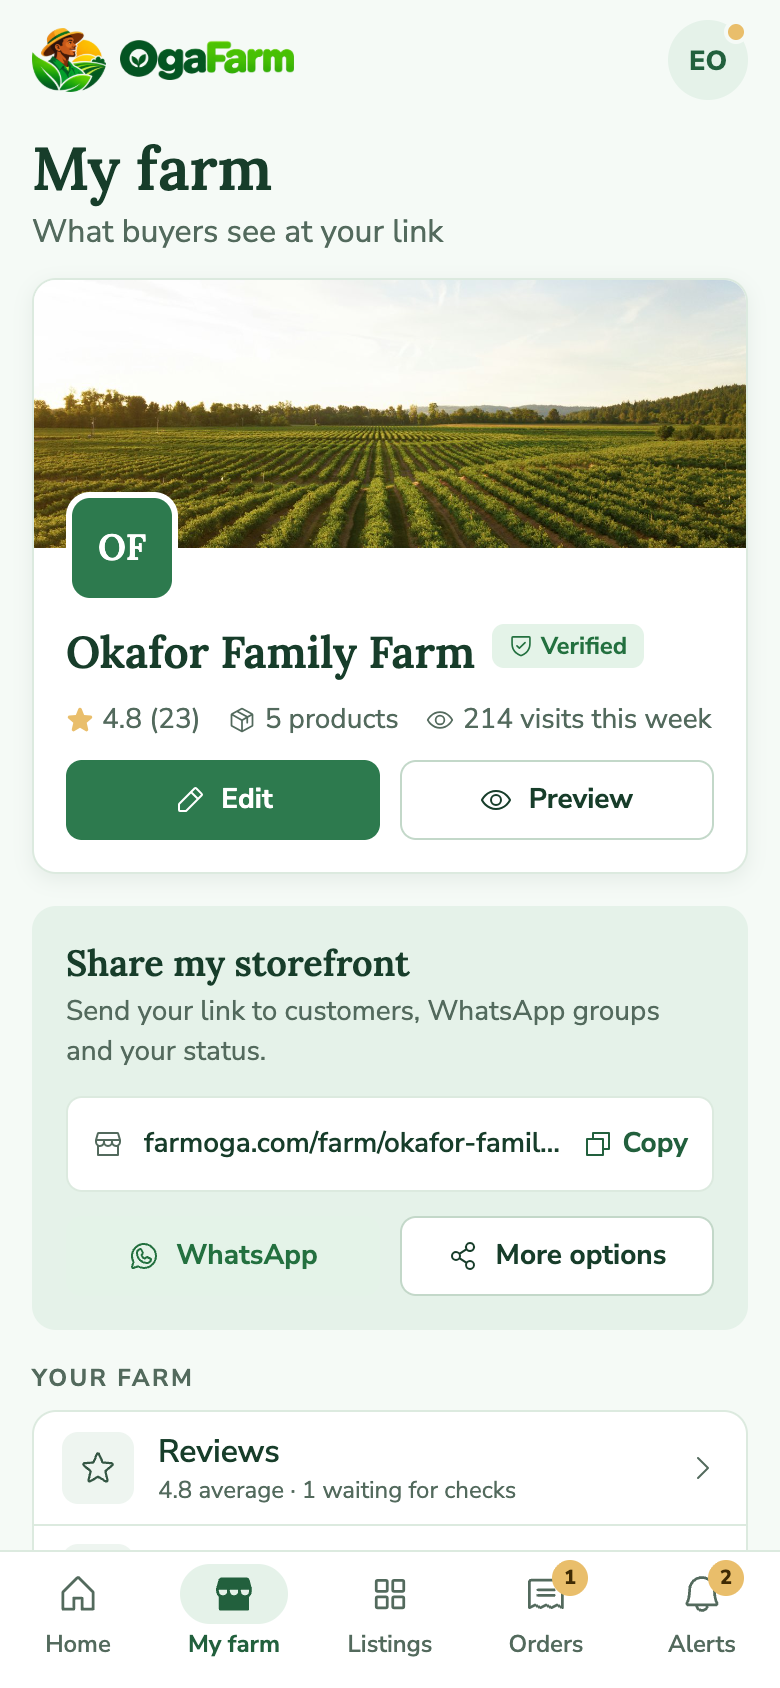 OgaFarm
EO
My farm
What buyers see at your link
OF
Okafor Family Farm
Verified
4.8 (23)
5 products
214 visits this week
Edit
Preview
Share my storefront
Send your link to customers, WhatsApp groups
and your status.
farmoga.com/farm/okafor-famil...
Copy
WhatsApp
More options
YOUR FARM
Reviews
4.8 average · 1 waiting for checks
1
2
Home
My farm
Listings
Orders
Alerts